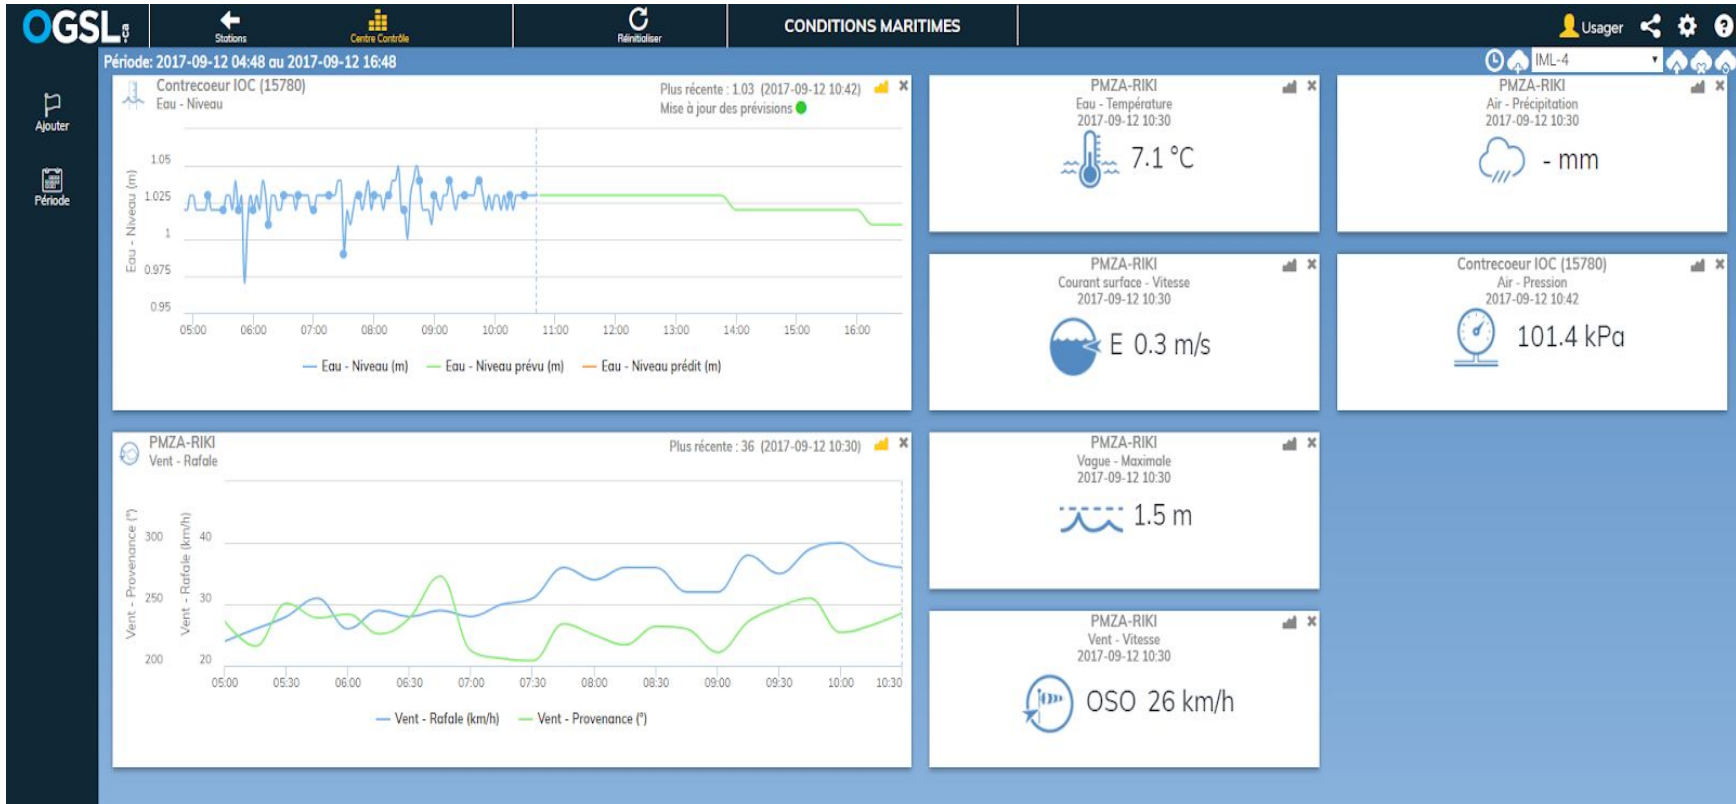 OGSL.ca
Stations
Centre Contrôle
Réinitialiser
CONDITIONS MARITIMES
Usager
?
Période: 2017-09-12 04:48 au 2017-09-12 16:48
IML-4
Ajouter
Période
Contrecoeur IOC (15780)
Eau - Niveau
Plus récente : 1.03 (2017-09-12 10:42)
Mise à jour des prévisions
Eau - Niveau (m)
1.05
1.025
1
0.975
0.95
05:00 06:00 07:00 08:00 09:00 10:00 11:00 12:00 13:00 14:00 15:00 16:00
Eau - Niveau (m) Eau - Niveau prévu (m) Eau - Niveau prédit (m)
PMZA-RIKI
Vent - Rafale
Plus récente : 36 (2017-09-12 10:30)
Vent - Provenance (°)
Vent - Rafale (km/h)
300 40
250 30
200 20
05:00 05:30 06:00 06:30 07:00 07:30 08:00 08:30 09:00 09:30 10:00 10:30
Vent - Rafale (km/h) Vent - Provenance (°)
PMZA-RIKI
Eau - Température
2017-09-12 10:30
7.1 °C
PMZA-RIKI
Air - Précipitation
2017-09-12 10:30
- mm
PMZA-RIKI
Courant surface - Vitesse
2017-09-12 10:30
E 0.3 m/s
Contrecoeur IOC (15780)
Air - Pression
2017-09-12 10:42
101.4 kPa
PMZA-RIKI
Vague - Maximale
2017-09-12 10:30
1.5 m
PMZA-RIKI
Vent - Vitesse
2017-09-12 10:30
OSO 26 km/h